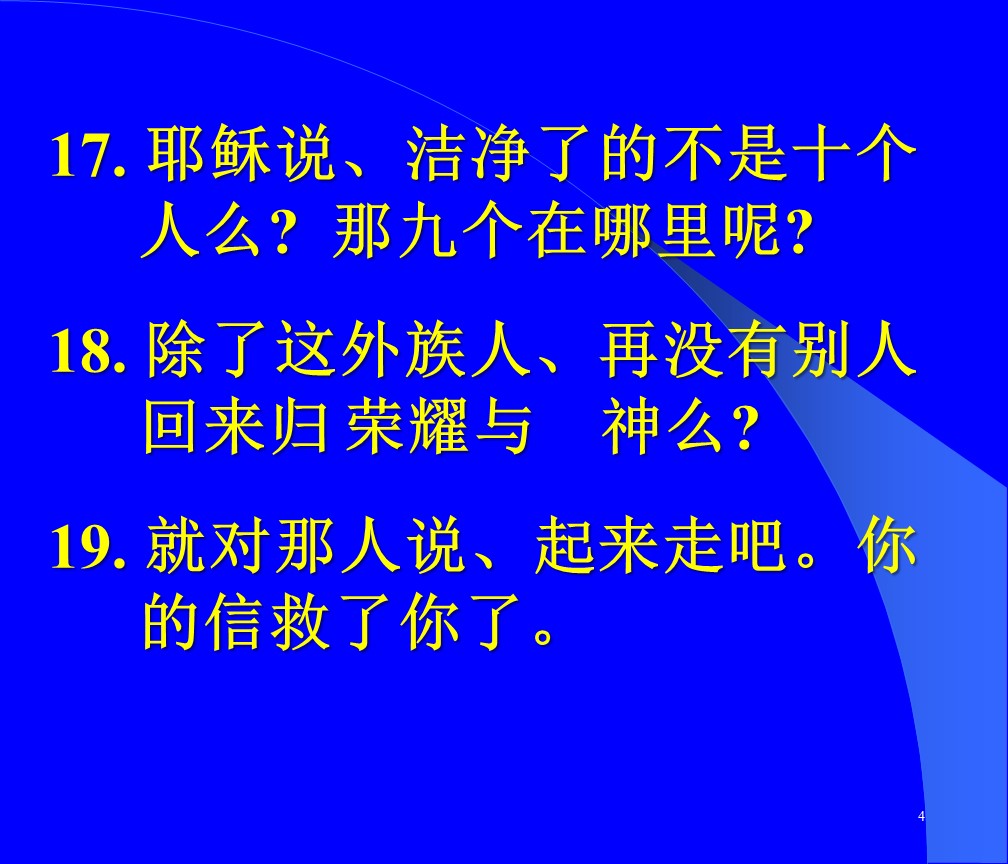 17. 耶稣说、洁净了的不是十个
人么? 那九个在哪里呢?
18. 除了这外族人、再没有别人
回来归荣耀与　神么?
19. 就对那人说、起来走吧。你
的信救了你了。
4